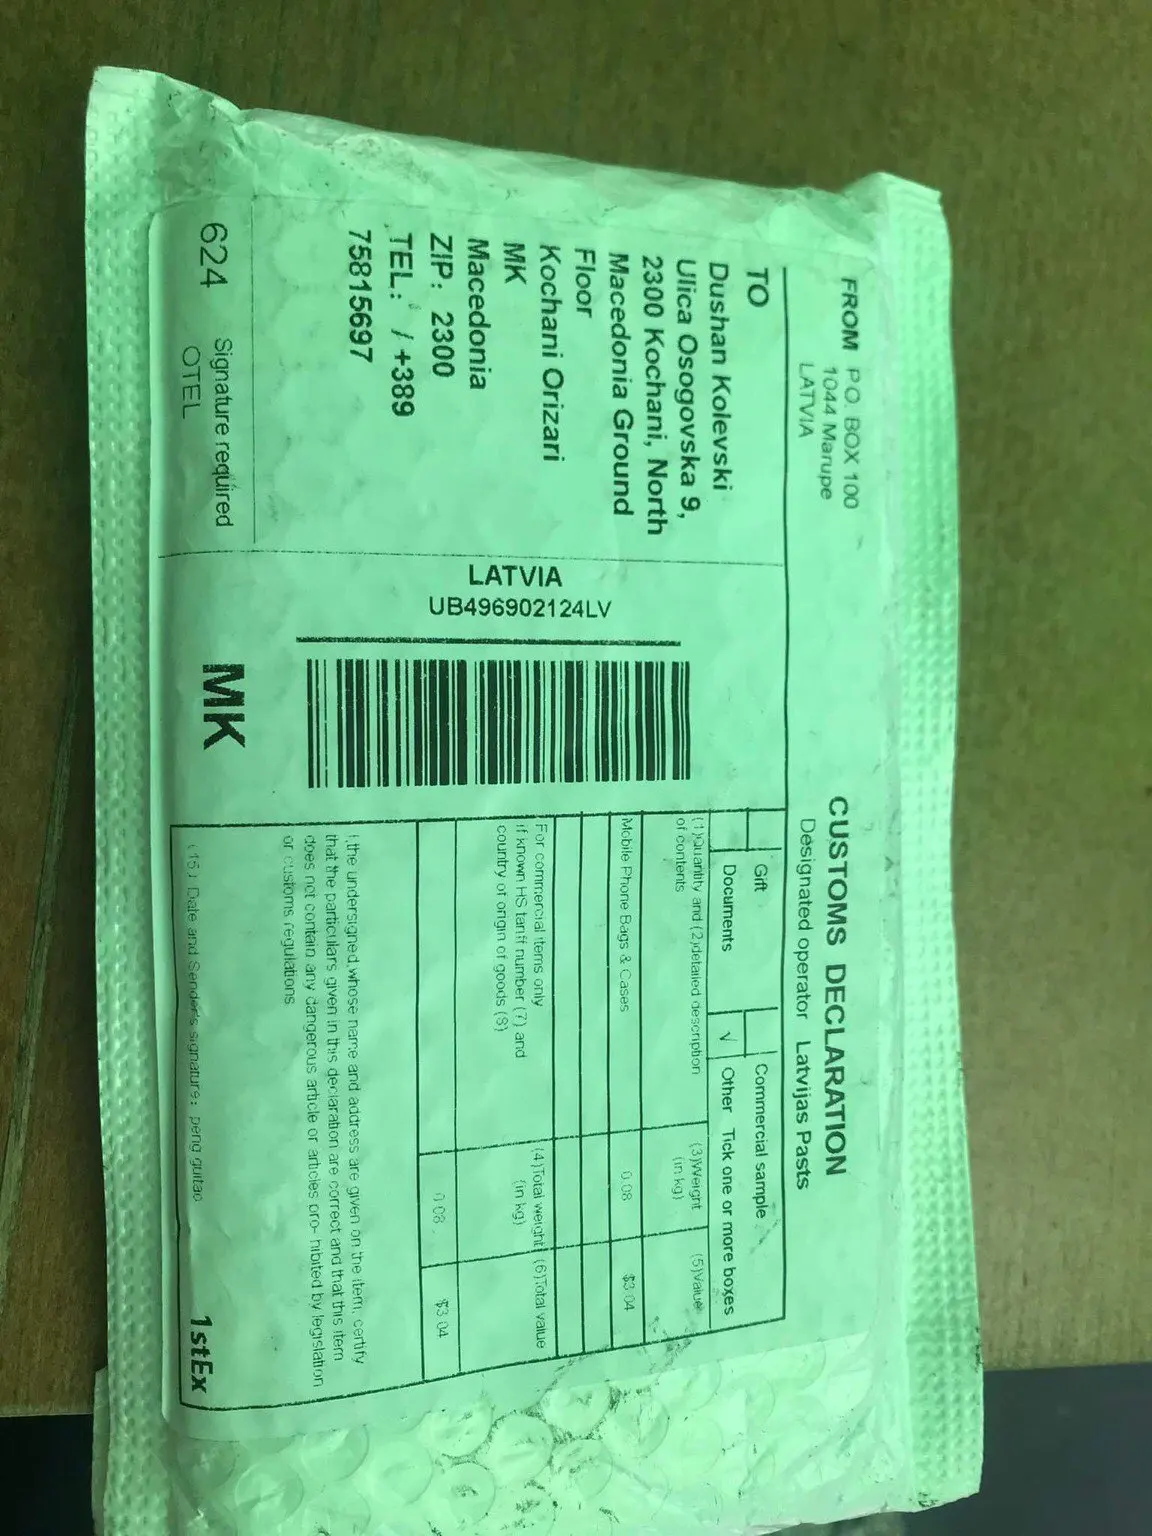 FROM PO. BOX 100
1044 Marupe
LATVIA
TO
Dushan Kolevski
Ulica Osogovska 9,
2300 Kochani, North
Macedonia Ground
Floor
Kochani Orizari
MK
Macedonia
ZIP: 2300
TEL: / +389
75815697
624 Signature required
OTEL
LATVIA
UB496902124LV
MK
CUSTOMS DECLARATION
Designated operator Latvijas Pasts
Gift Commercial sample
Documents √ Other Tick one or more boxes
(1)Quantity and (2)detailed description
of contents
(3)Weight
(in kg)
(5)Value
Mobile Phone Bags & Cases 0.08 $3.04
For commercial items only
if known HS tariff number (7) and
country of origin of goods (8)
(4)Total weight
(in kg)
(6)Total value
0.08 $3.04
I,the undersigned,whose name and address are given on the item, certify
that the particulars given in this declaration are correct and that this item
does not contain any dangerous article or articles pro- hibited by legislation
or customs regulations
(15) Date and Sender's signature: peng guitao
1stEx